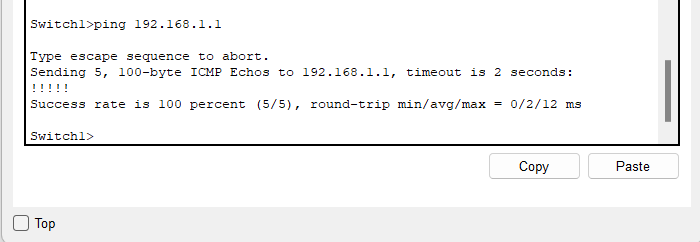 Switch1>ping 192.168.1.1
Type escape sequence to abort.
Sending 5, 100-byte ICMP Echos to 192.168.1.1, timeout is 2 seconds:
!!!!!
Success rate is 100 percent (5/5), round-trip min/avg/max = 0/2/12 ms
Switch1>
Copy Paste
Top